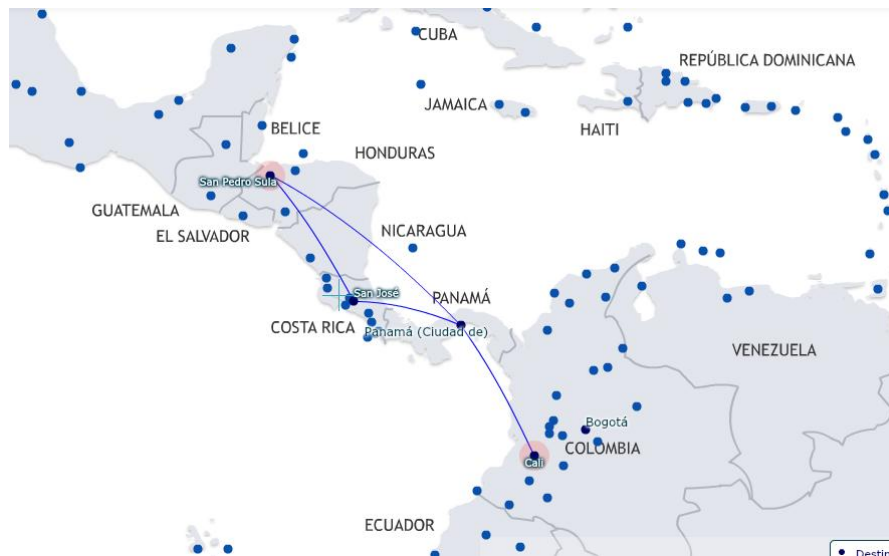 CUBA
REPÚBLICA DOMINICANA
JAMAICA
HAITI
BELICE
HONDURAS
San Pedro Sula
GUATEMALA
NICARAGUA
EL SALVADOR
San José
PANAMÁ
COSTA RICA
Panamá (Ciudad de)
VENEZUELA
Bogotá
COLOMBIA
Cali
ECUADOR
Destin